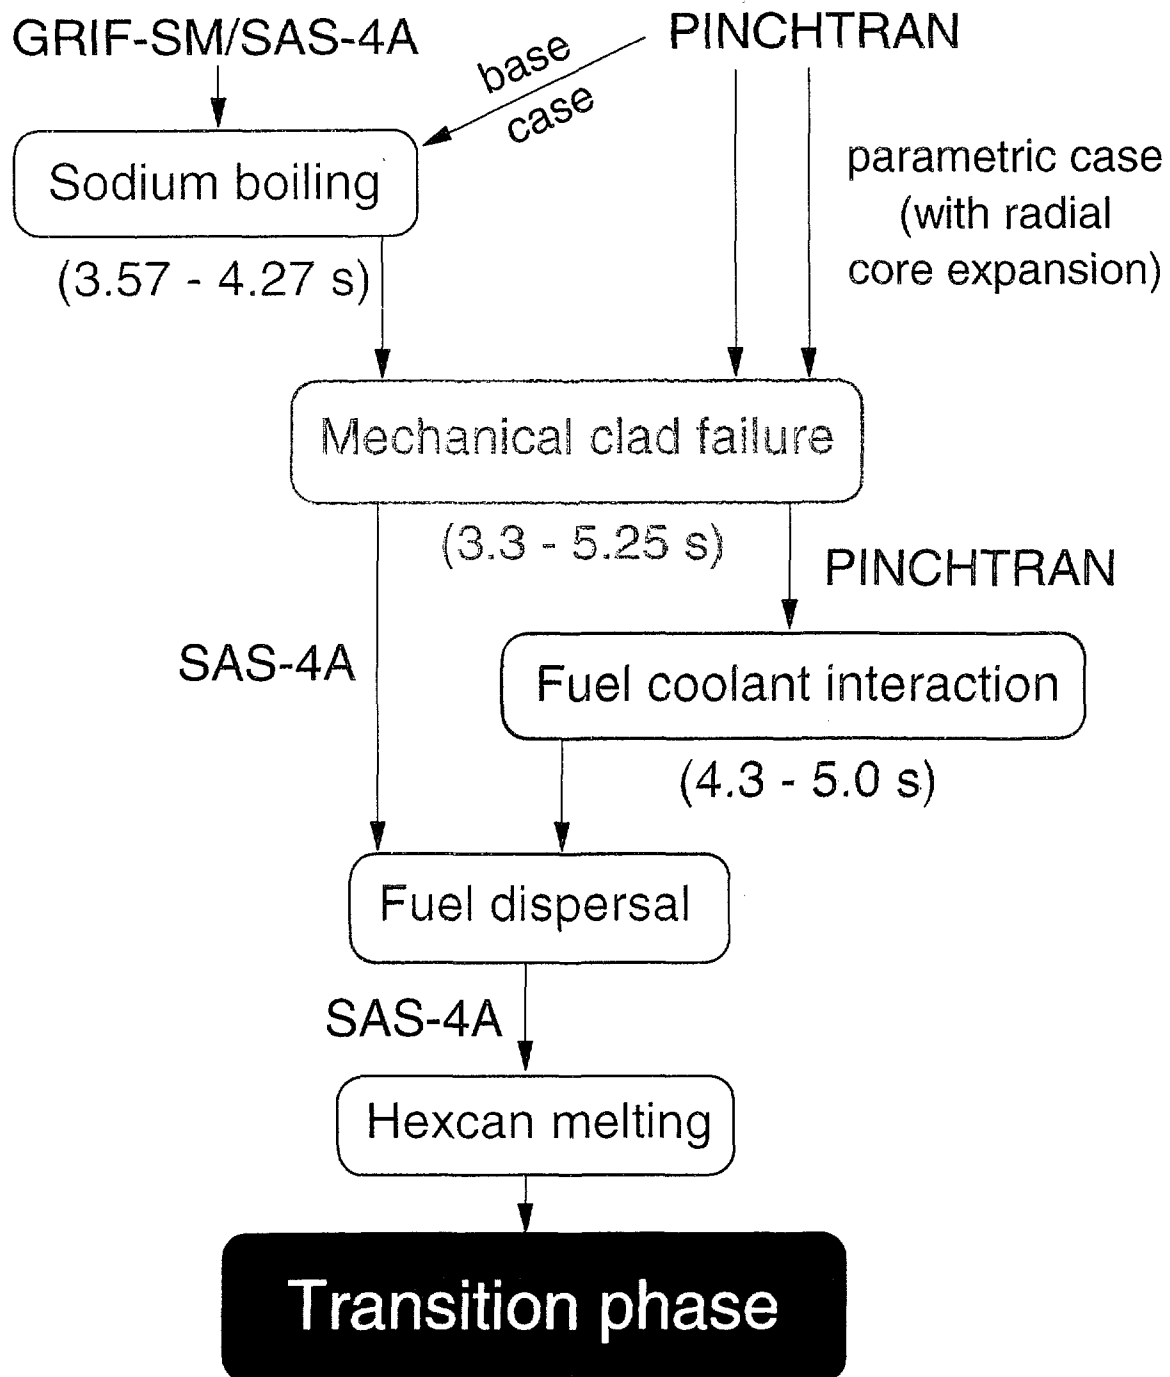 GRIF-SM/SAS-4A
PINCHTRAN
base
case
parametric case
(with radial
core expansion)
Sodium boiling
(3.57 - 4.27 s)
Mechanical clad failure
(3.3 - 5.25 s)
PINCHTRAN
SAS-4A
Fuel coolant interaction
(4.3 - 5.0 s)
Fuel dispersal
SAS-4A
Hexcan melting
Transition phase